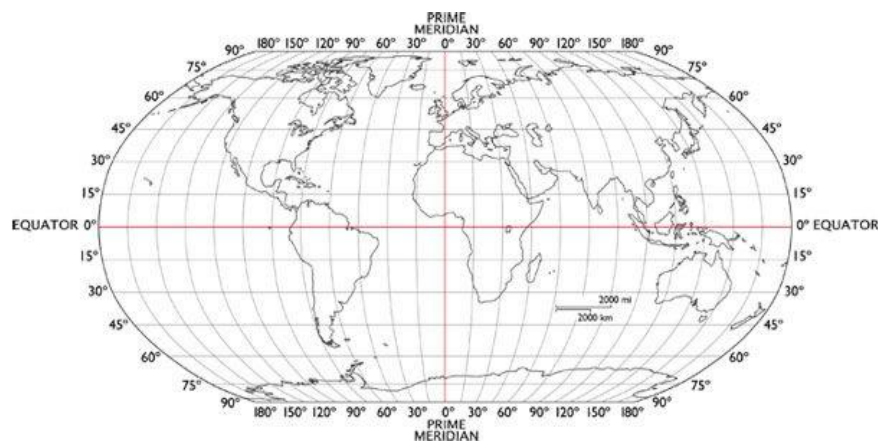 PRIME
MERIDIAN
90° 180° 150° 120° 90° 60° 30° 0° 30° 60° 90° 120° 150° 180° 90°
75° 75°
60° 60°
45° 45°
30° 30°
15° 15°
EQUATOR 0° 0° EQUATOR
15° 15°
30° 30°
2000 mi
2000 km
45° 45°
60° 60°
75° 75°
90° 90°
180° 150° 120° 90° 60° 30° 0° 30° 60° 90° 120° 150° 180°
PRIME
MERIDIAN